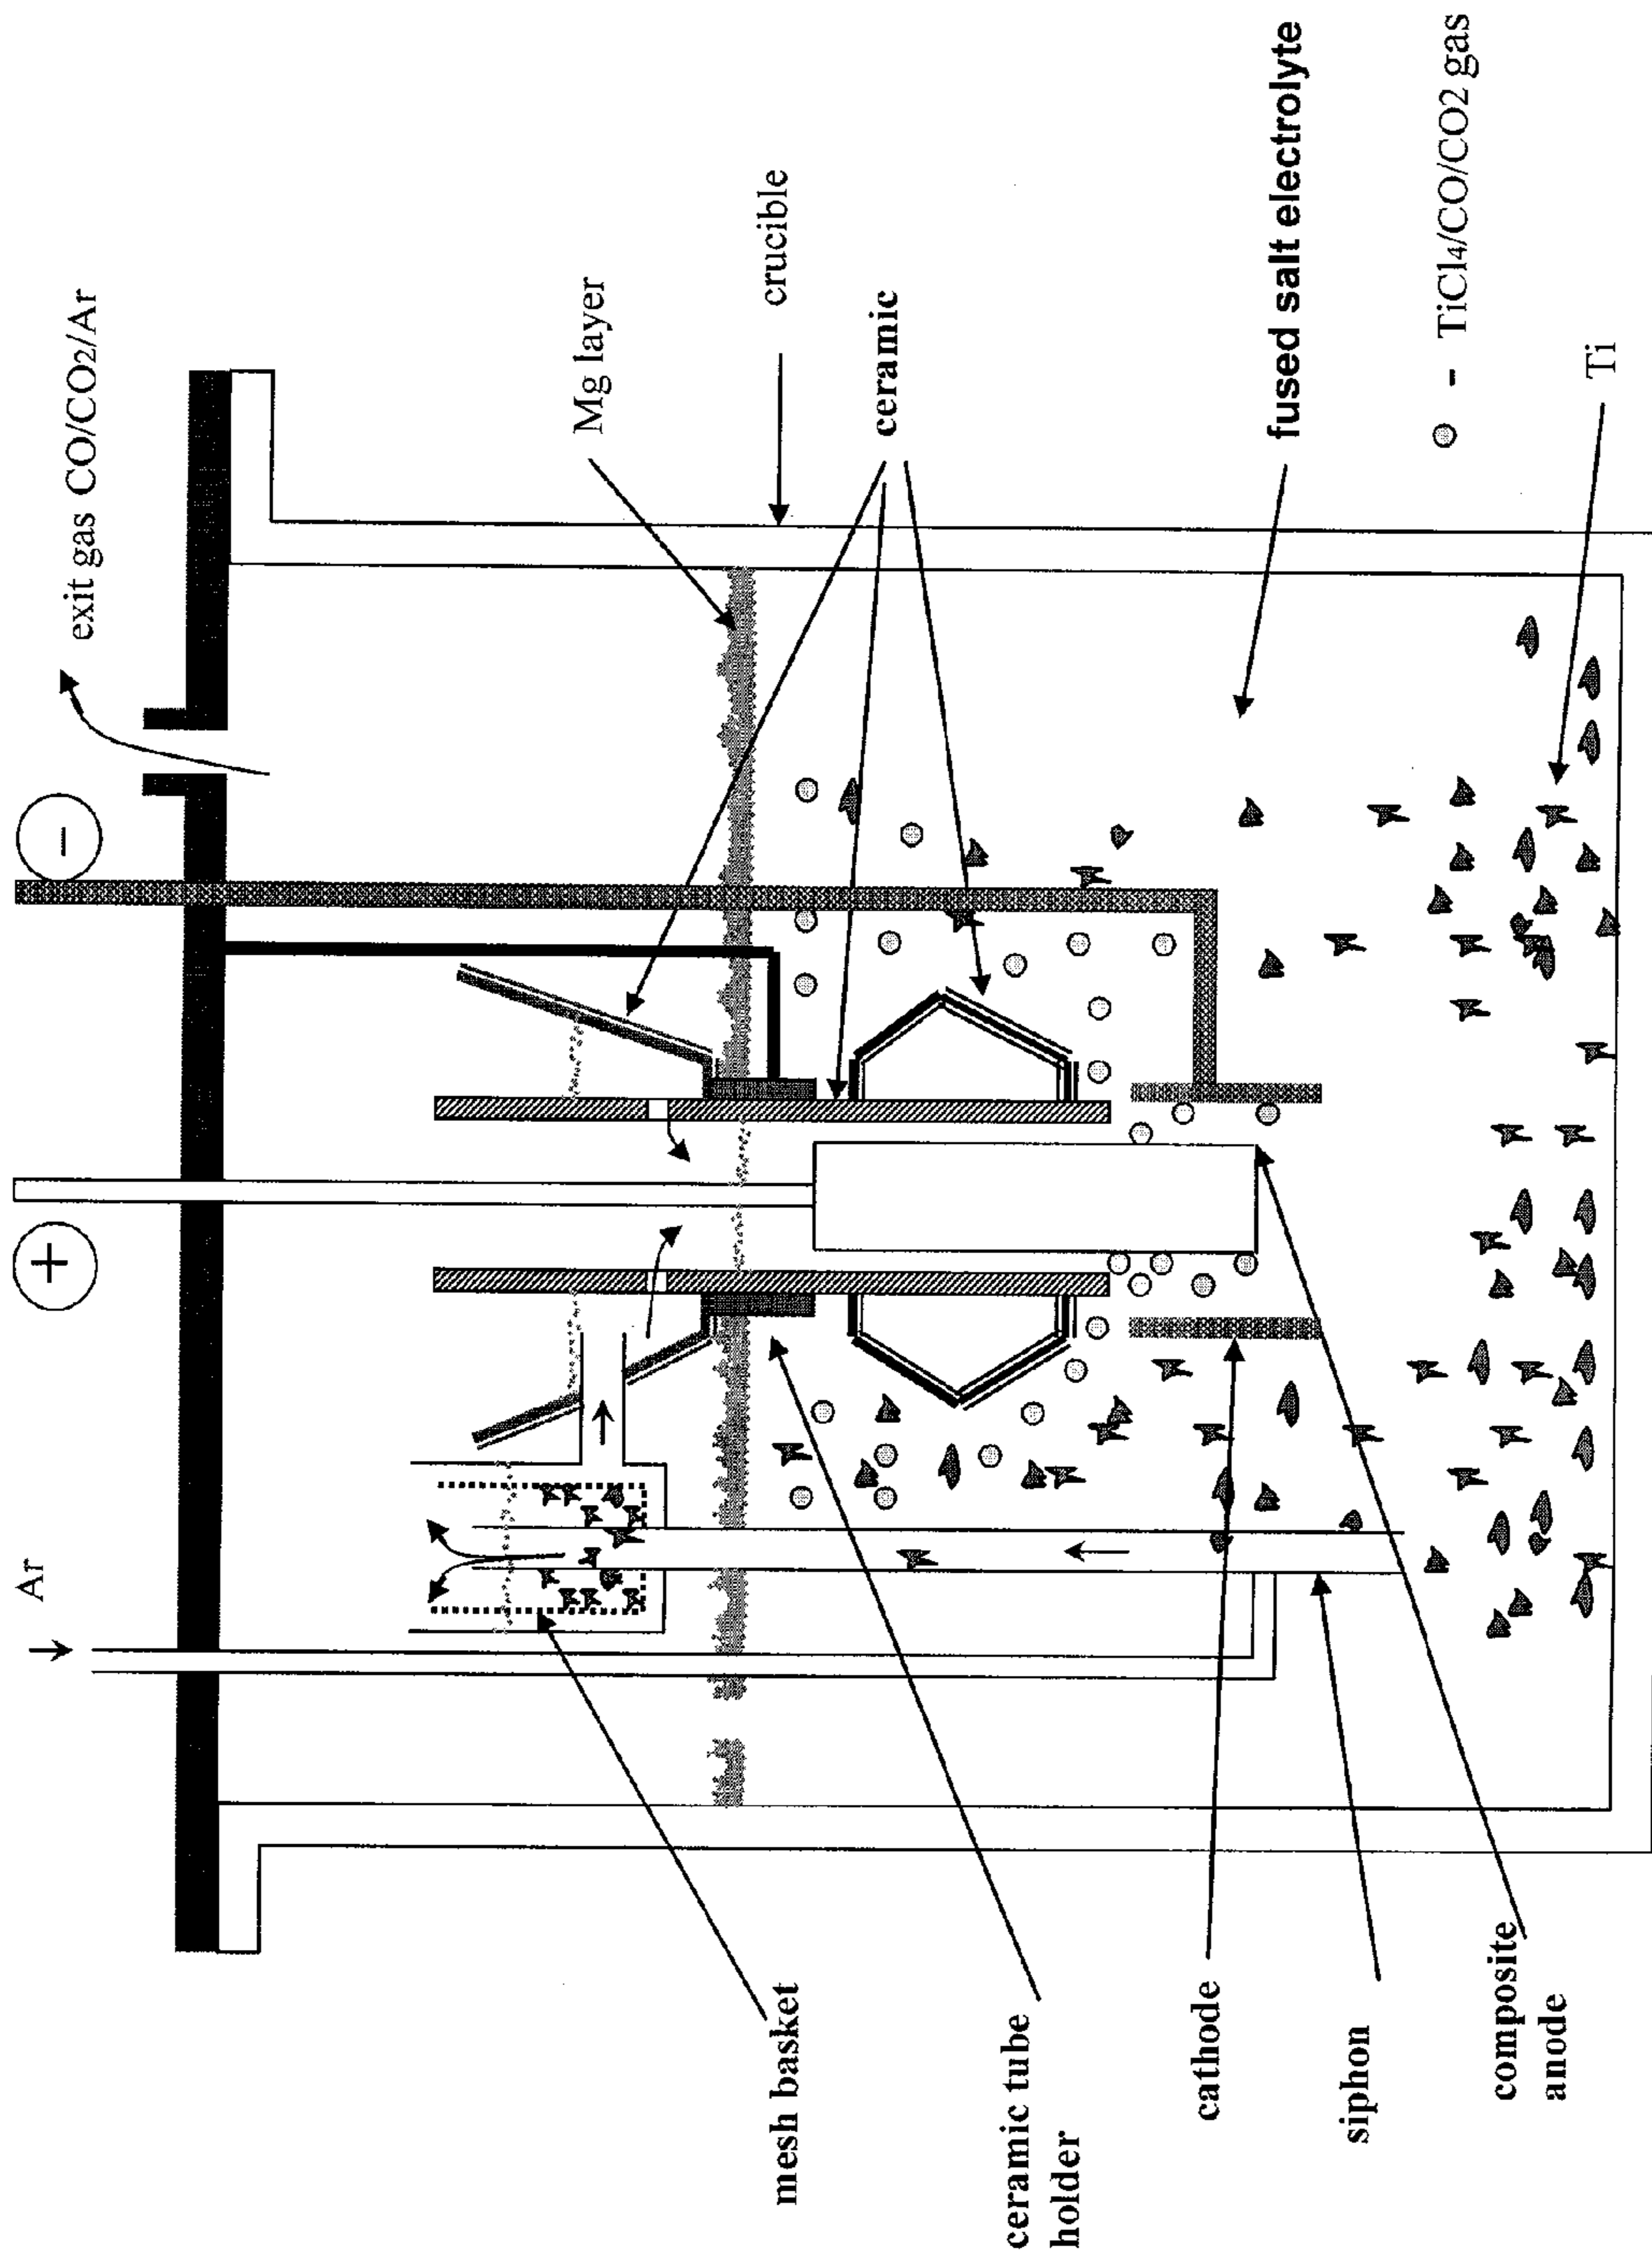 Ar
+
-
exit gas CO/CO2/Ar
Mg layer
crucible
ceramic
fused salt electrolyte
- TiCl4/CO/CO2 gas
Ti
mesh basket
ceramic tube
holder
cathode
siphon
composite
anode